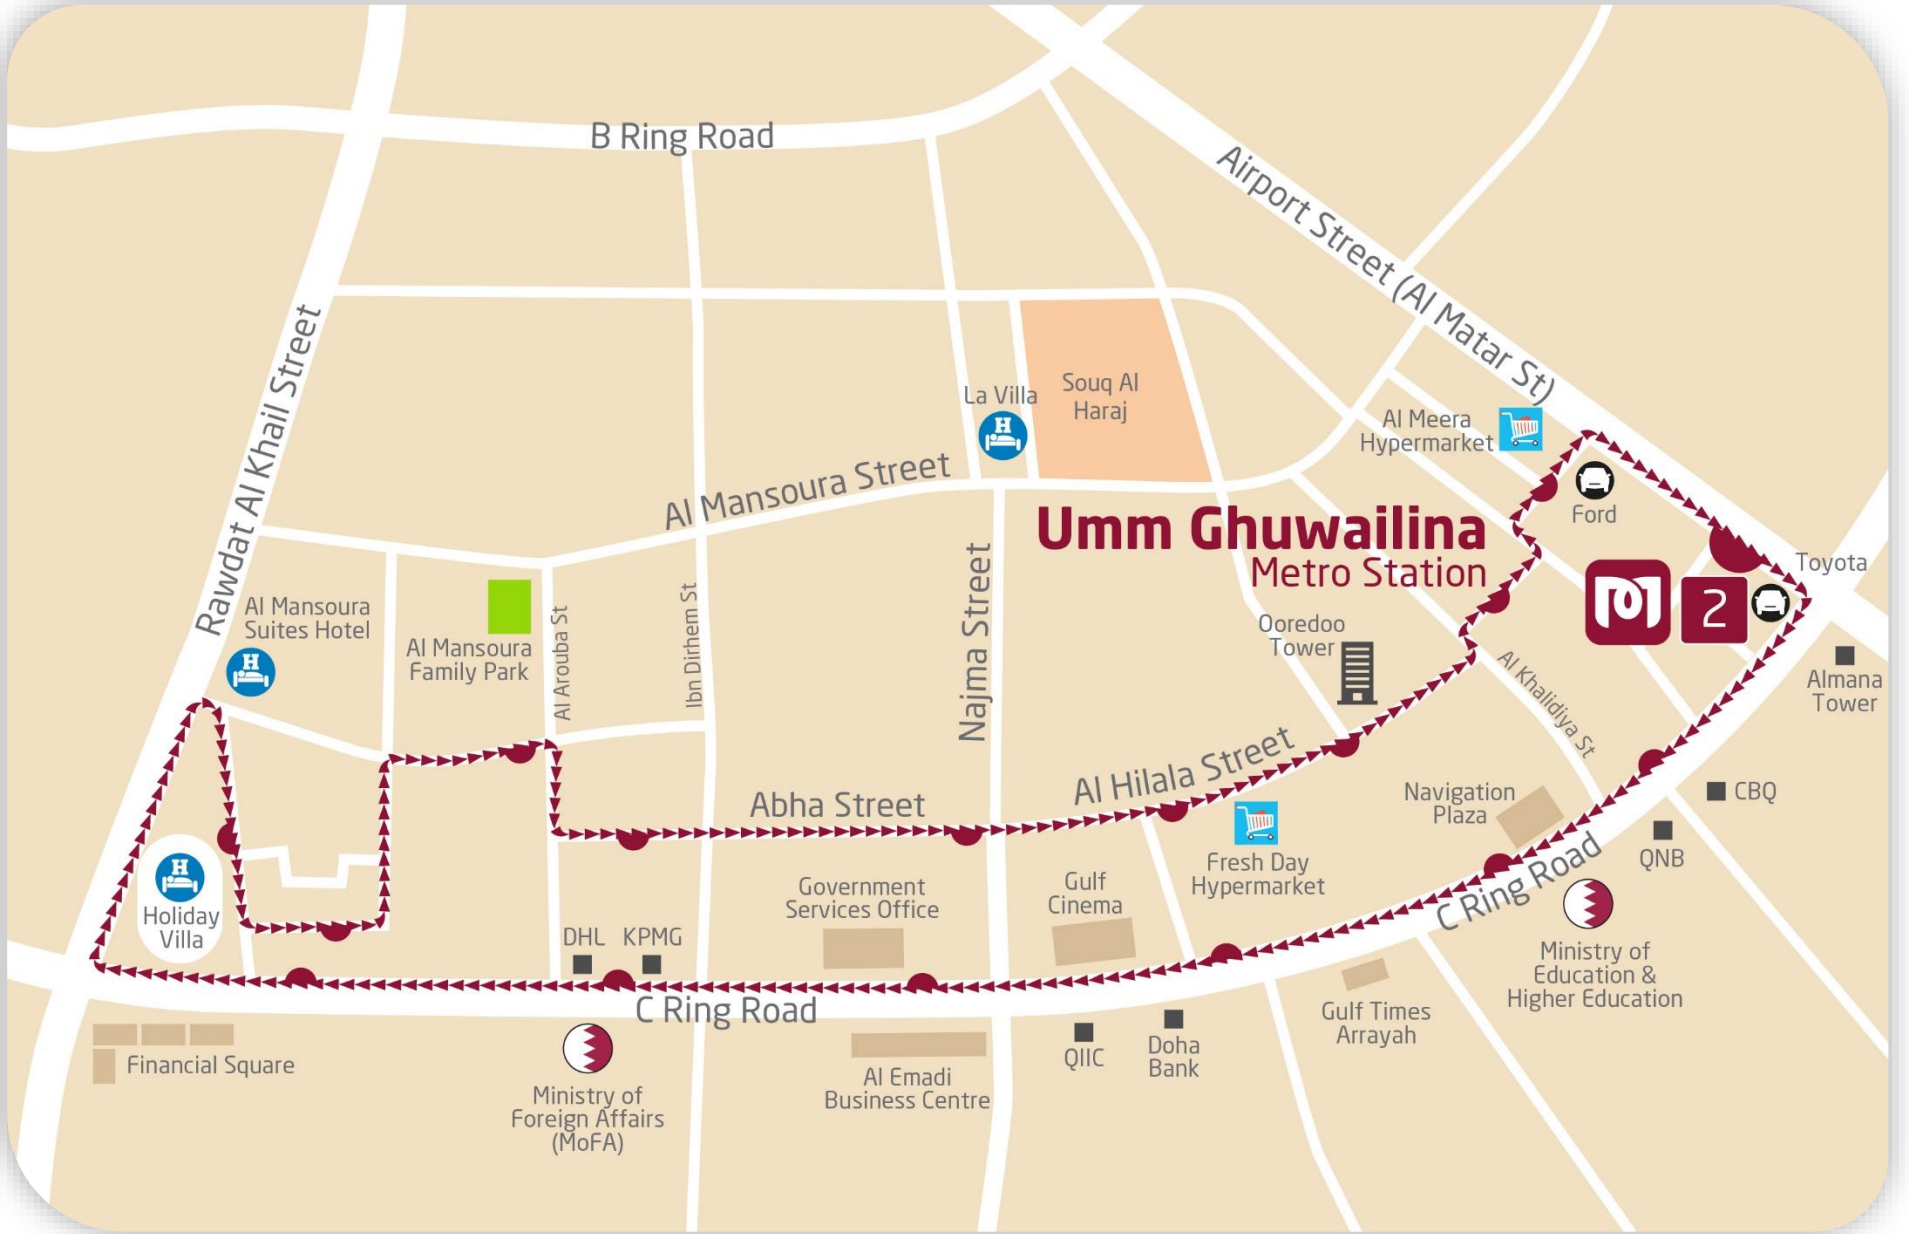 B Ring Road
Airport Street (Al Matar St)
Rawdat Al Khail Street
La Villa
Souq Al
Haraj
Al Meera
Hypermarket
Al Mansoura Street
Umm Ghuwailina
Metro Station
Ford
Toyota
2
Al Mansoura
Suites Hotel
Al Mansoura
Family Park
Al Arouba St
Ibn Dirhem St
Najma Street
Ooredoo
Tower
Al Khalidiya St
Almana
Tower
Al Hilala Street
Abha Street
Navigation
Plaza
CBQ
QNB
Fresh Day
Hypermarket
Gulf
Cinema
Government
Services Office
C Ring Road
H
H
H
Holiday
Villa
DHL
KPMG
Ministry of
Education &
Higher Education
C Ring Road
Gulf Times
Arrayah
QIIC
Doha
Bank
Financial Square
Al Emadi
Business Centre
Ministry of
Foreign Affairs
(MoFA)